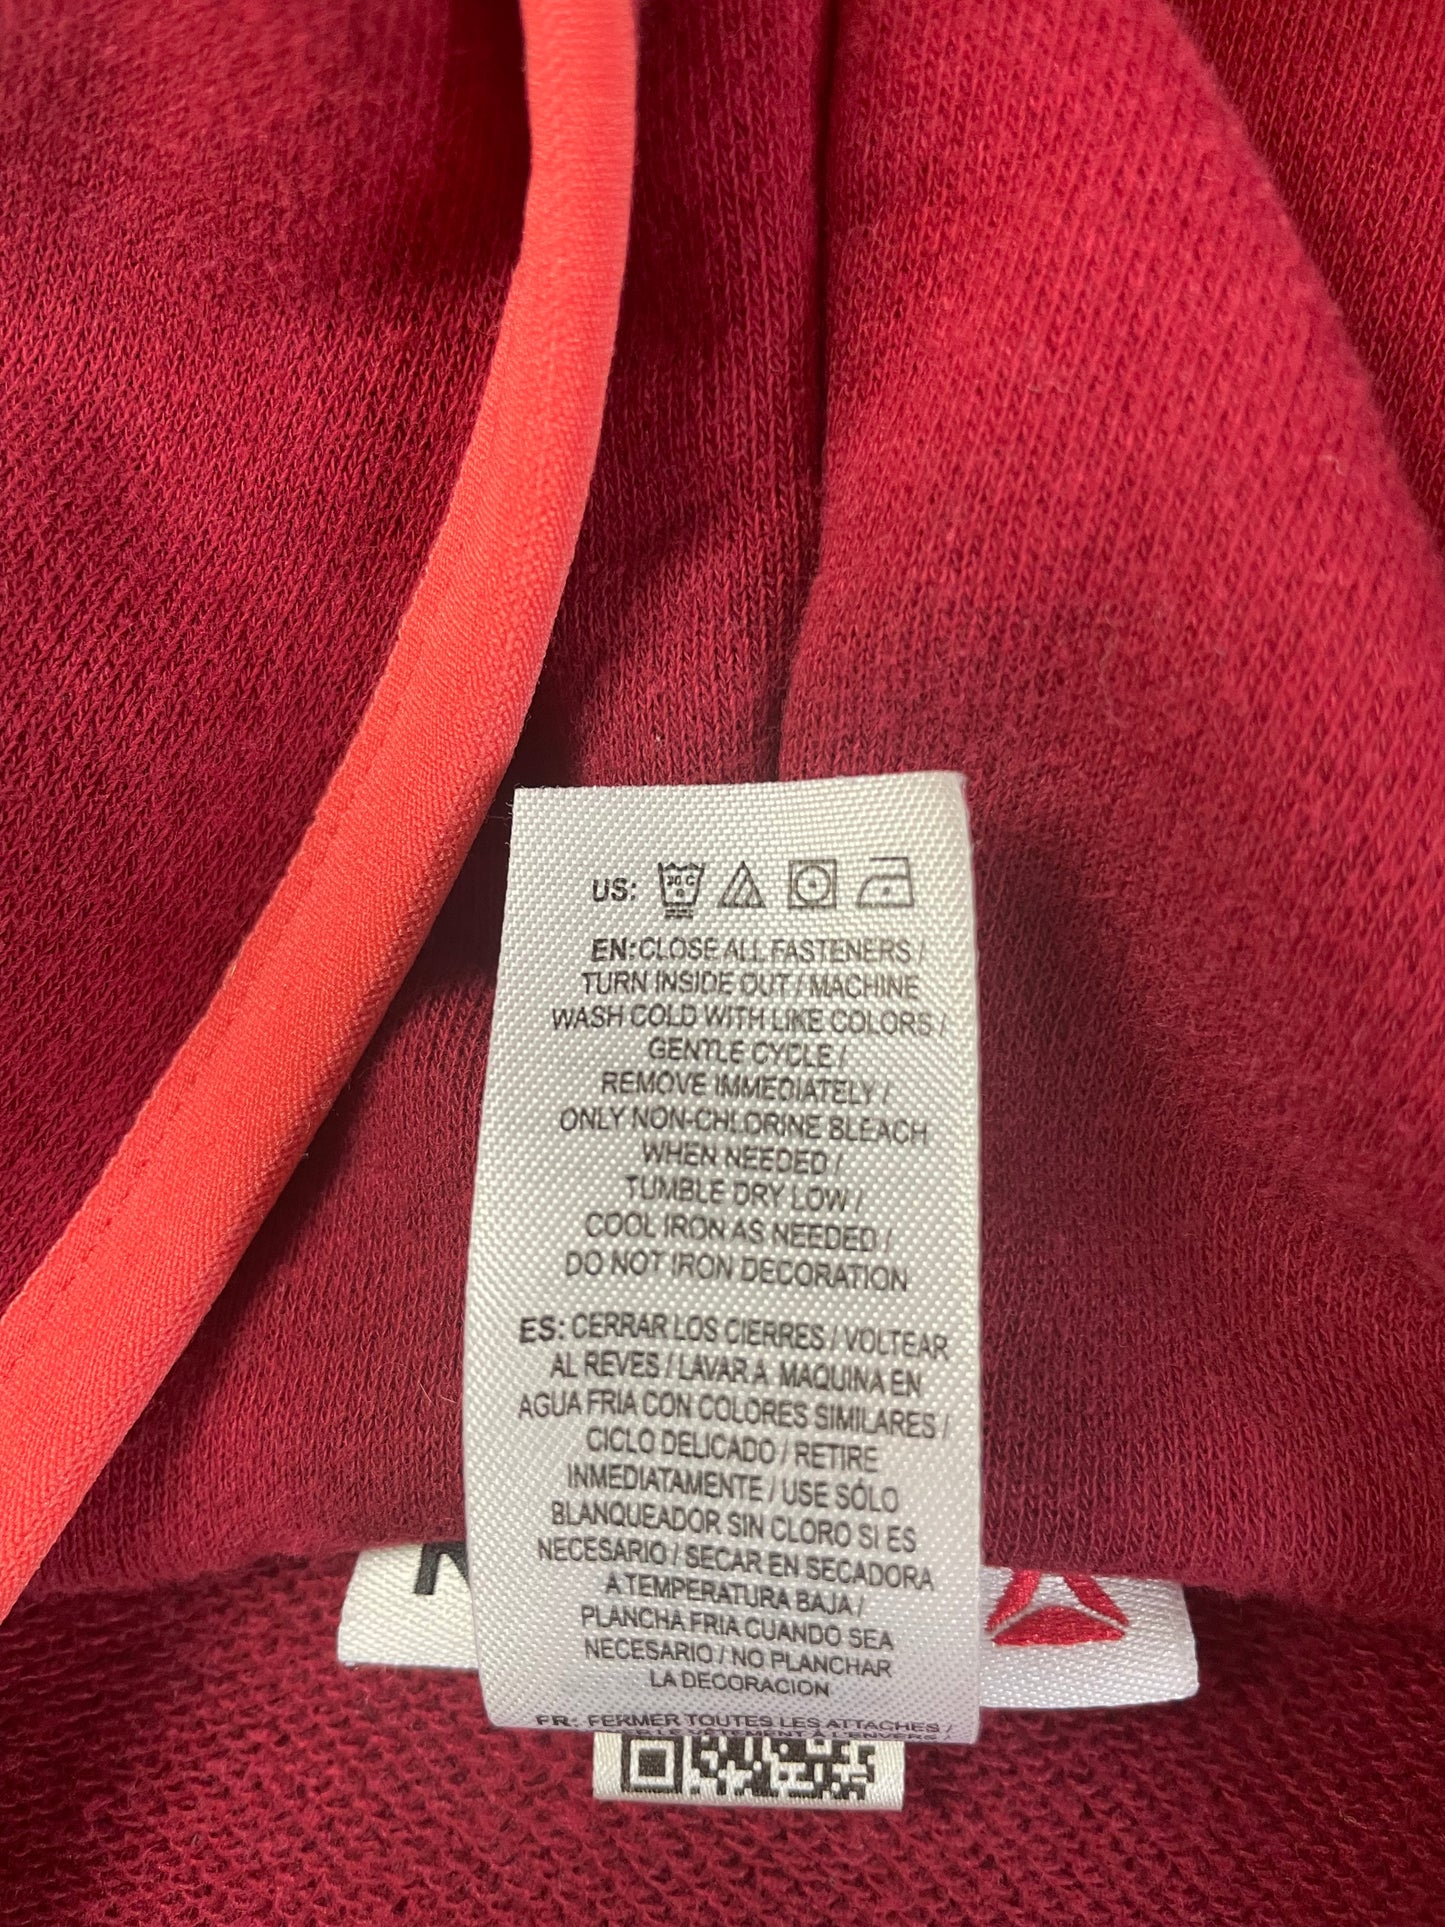 US: 30 C
EN: CLOSE ALL FASTENERS /
TURN INSIDE OUT / MACHINE
WASH COLD WITH LIKE COLORS /
GENTLE CYCLE /
REMOVE IMMEDIATELY /
ONLY NON-CHLORINE BLEACH
WHEN NEEDED /
TUMBLE DRY LOW /
COOL IRON AS NEEDED /
DO NOT IRON DECORATION
ES: CERRAR LOS CIERRES / VOLTEAR
AL REVES / LAVAR A MAQUINA EN
AGUA FRIA CON COLORES SIMILARES /
CICLO DELICADO / RETIRE
INMEDIATAMENTE / USE SÓLO
BLANQUEADOR SIN CLORO SI ES
NECESARIO / SECAR EN SECADORA
A TEMPERATURA BAJA /
PLANCHA FRIA CUANDO SEA
NECESARIO / NO PLANCHAR
LA DECORACION
FR: FERMER TOUTES LES ATTACHES /
LE VÊTEMENT À L'ENVERS /